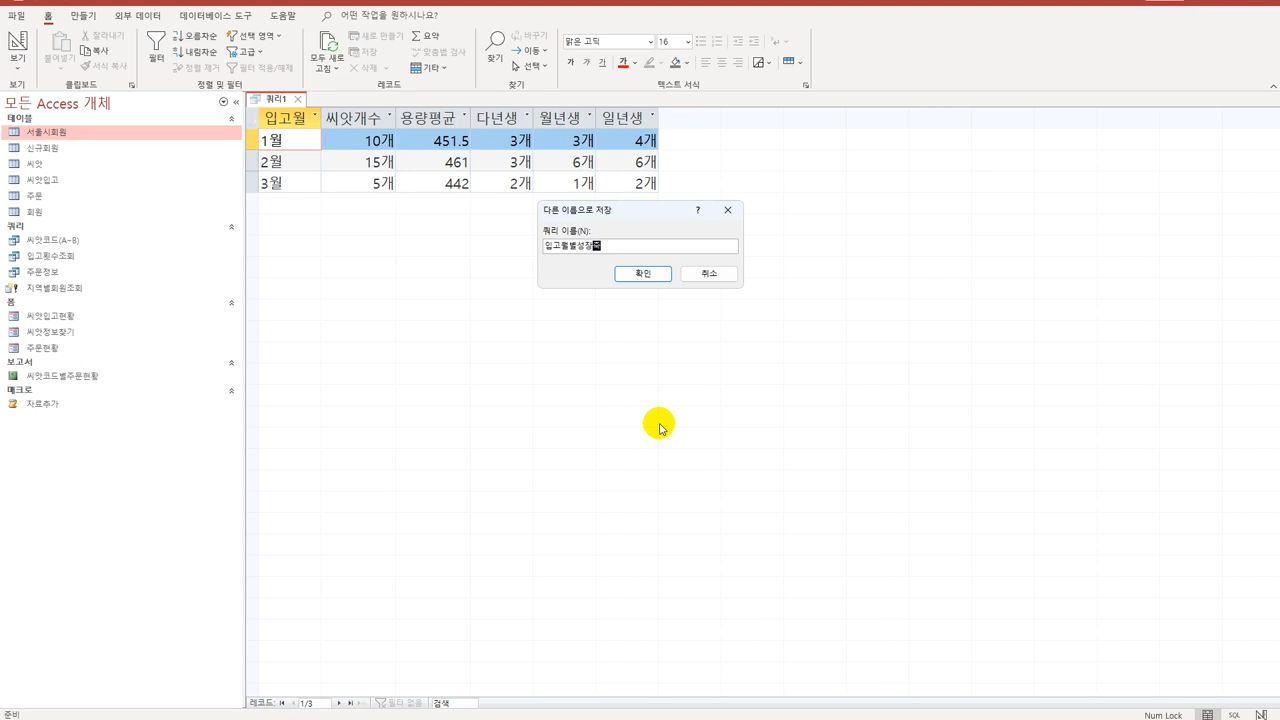 파일 홈 만들기 외부 데이터 데이터베이스 도구 도움말 어떤 작업을 원하시나요?
보기
보기
붙여넣기
잘라내기
복사
서식 복사
클립보드
필터
오름차순
내림차순
정렬 제거
선택 영역
고급
필터 적용/해제
정렬 및 필터
모두 새로
고침
새로 만들기
저장
삭제
요약
맞춤법 검사
기타
레코드
찾기
바꾸기
이동
선택
찾기
맑은 고딕 16
가 가 가 가
텍스트 서식
모든 Access 개체
테이블
서울시회원
신규회원
씨앗
씨앗입고
주문
회원
쿼리
씨앗코드(A~B)
입고횟수조회
주문정보
지역별회원조회
폼
씨앗입고현황
씨앗정보찾기
주문현황
보고서
씨앗코드별주문현황
매크로
자료추가
쿼리1
입고월 씨앗개수 용량평균 다년생 월년생 일년생
1월 10개 451.5 3개 3개 4개
2월 15개 461 3개 6개 6개
3월 5개 442 2개 1개 2개
다른 이름으로 저장 ?
쿼리 이름(N):
입고월별성장
확인 취소
레코드: 1/3 필터 없음 검색
준비 Num Lock SQL